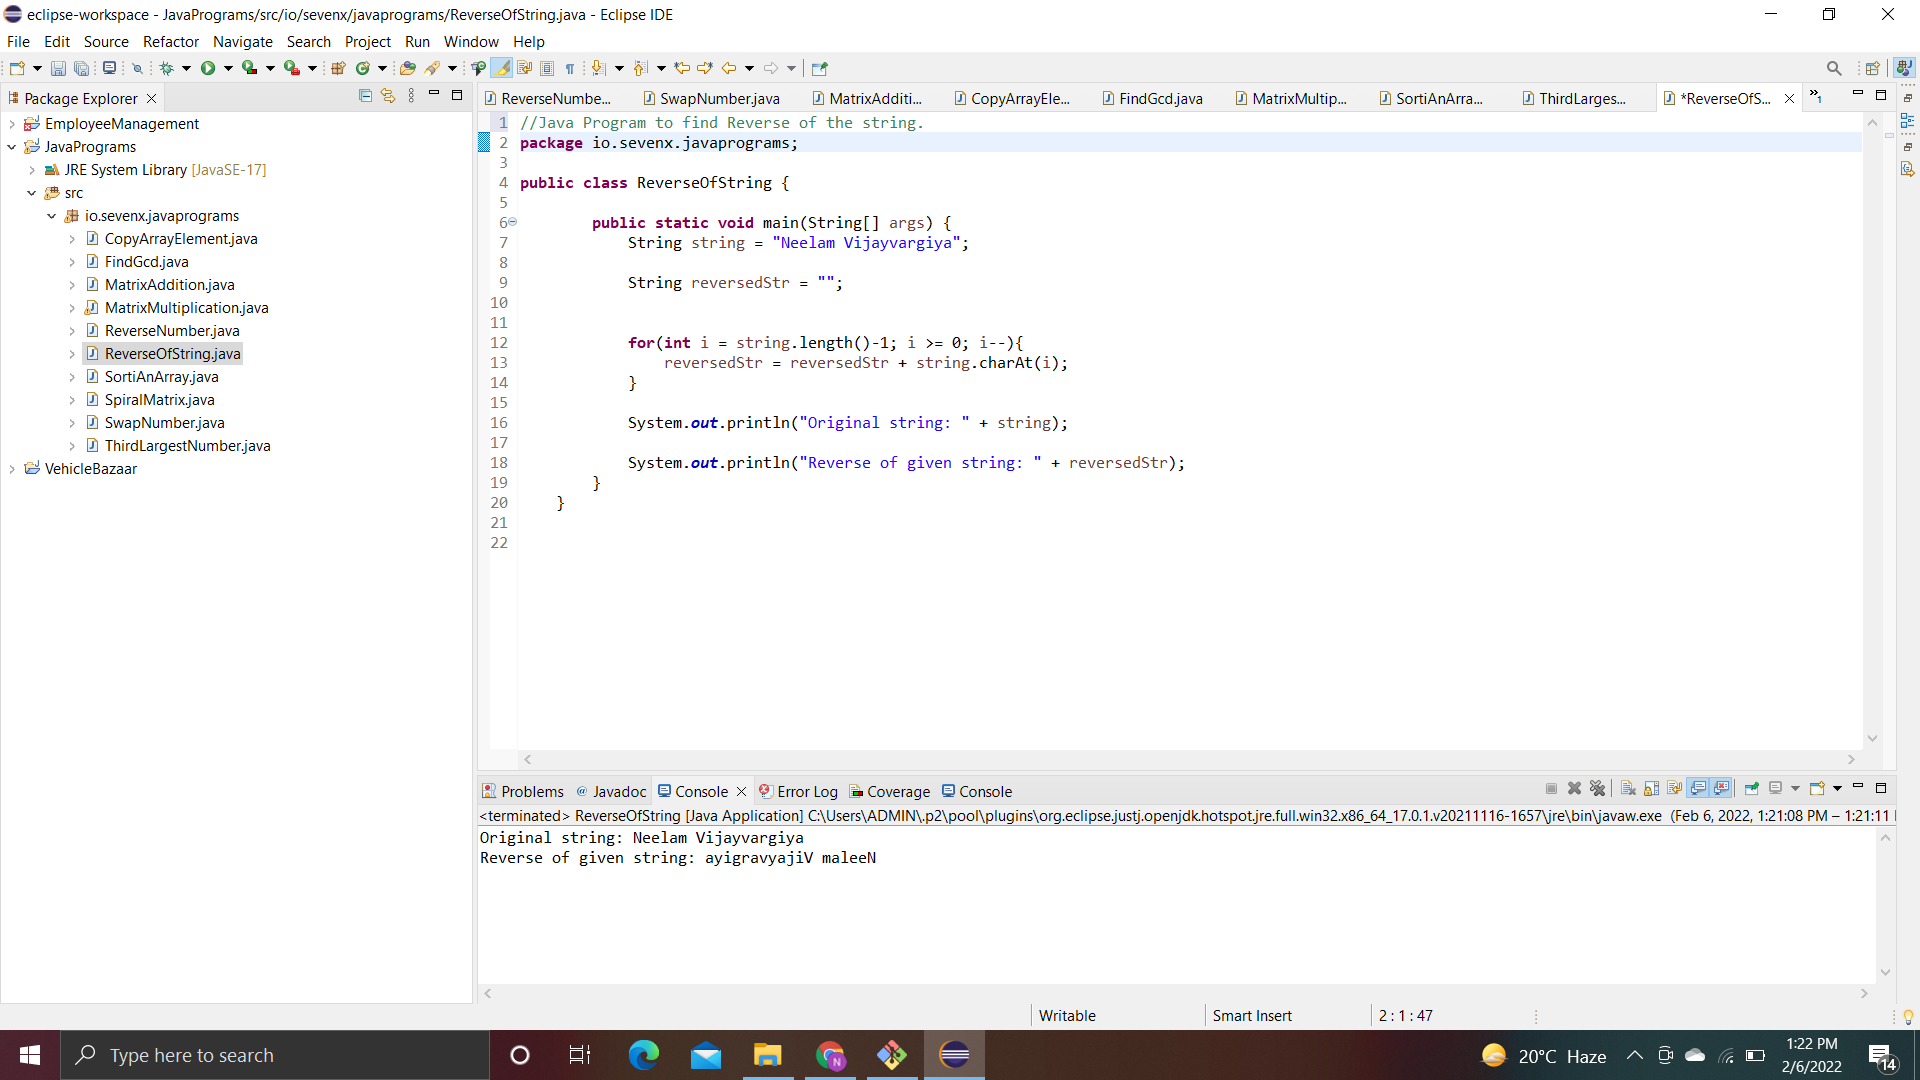 eclipse-workspace - JavaPrograms/src/io/sevenx/javaprograms/ReverseOfString.java - Eclipse IDE
File Edit Source Refactor Navigate Search Project Run Window Help
Package Explorer
EmployeeManagement
JavaPrograms
JRE System Library [JavaSE-17]
src
io.sevenx.javaprograms
CopyArrayElement.java
FindGcd.java
MatrixAddition.java
MatrixMultiplication.java
ReverseNumber.java
ReverseOfString.java
SortiAnArray.java
SpiralMatrix.java
SwapNumber.java
ThirdLargestNumber.java
VehicleBazaar
ReverseNumbe... SwapNumber.java MatrixAdditi... CopyArrayEle... FindGcd.java MatrixMultip... SortiAnArra... ThirdLarges... *ReverseOfS... »1
1 //Java Program to find Reverse of the string.
2 package io.sevenx.javaprograms;
3
4 public class ReverseOfString {
5
6 public static void main(String[] args) {
7 String string = "Neelam Vijayvargiya";
8
9 String reversedStr = "";
10
11
12 for(int i = string.length()-1; i >= 0; i--){
13 reversedStr = reversedStr + string.charAt(i);
14 }
15
16 System.out.println("Original string: " + string);
17
18 System.out.println("Reverse of given string: " + reversedStr);
19 }
20 }
21
22
Problems Javadoc Console Error Log Coverage Console
<terminated> ReverseOfString [Java Application] C:\Users\ADMIN\.p2\pool\plugins\org.eclipse.justj.openjdk.hotspot.jre.full.win32.x86_64_17.0.1.v20211116-1657\jre\bin\javaw.exe (Feb 6, 2022, 1:21:08 PM – 1:21:11
Original string: Neelam Vijayvargiya
Reverse of given string: ayigravyajiV maleeN
Writable Smart Insert 2 : 1 : 47
Type here to search
20°C Haze
1:22 PM
2/6/2022
14